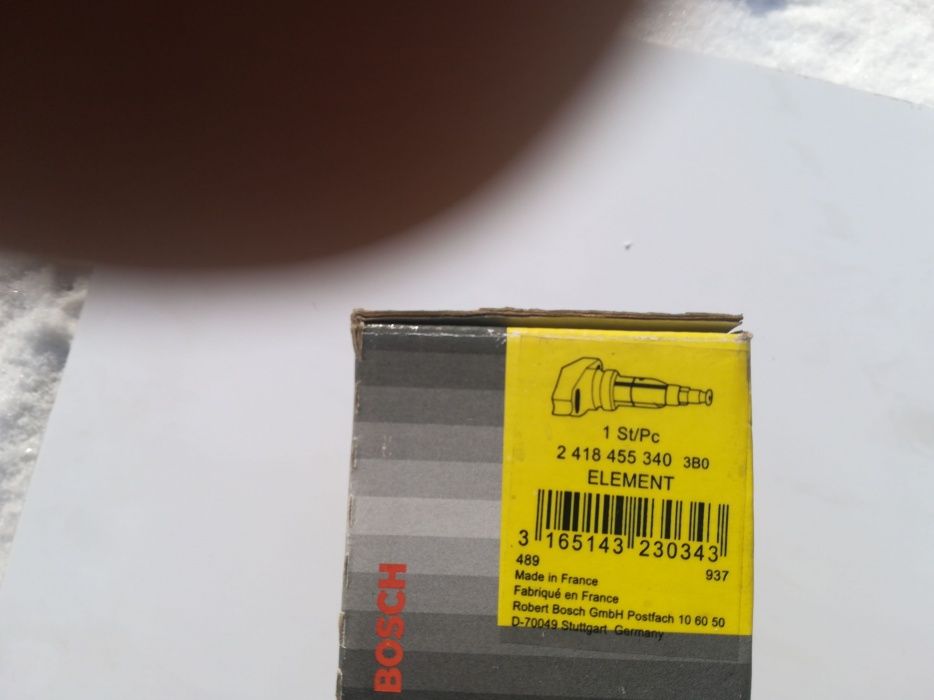 1 St/Pc
2 418 455 340 3B0
ELEMENT
3 165143 230343
489 937
Made in France
Fabriqué en France
Robert Bosch GmbH Postfach 10 60 50
D-70049 Stuttgart Germany
BOSCH